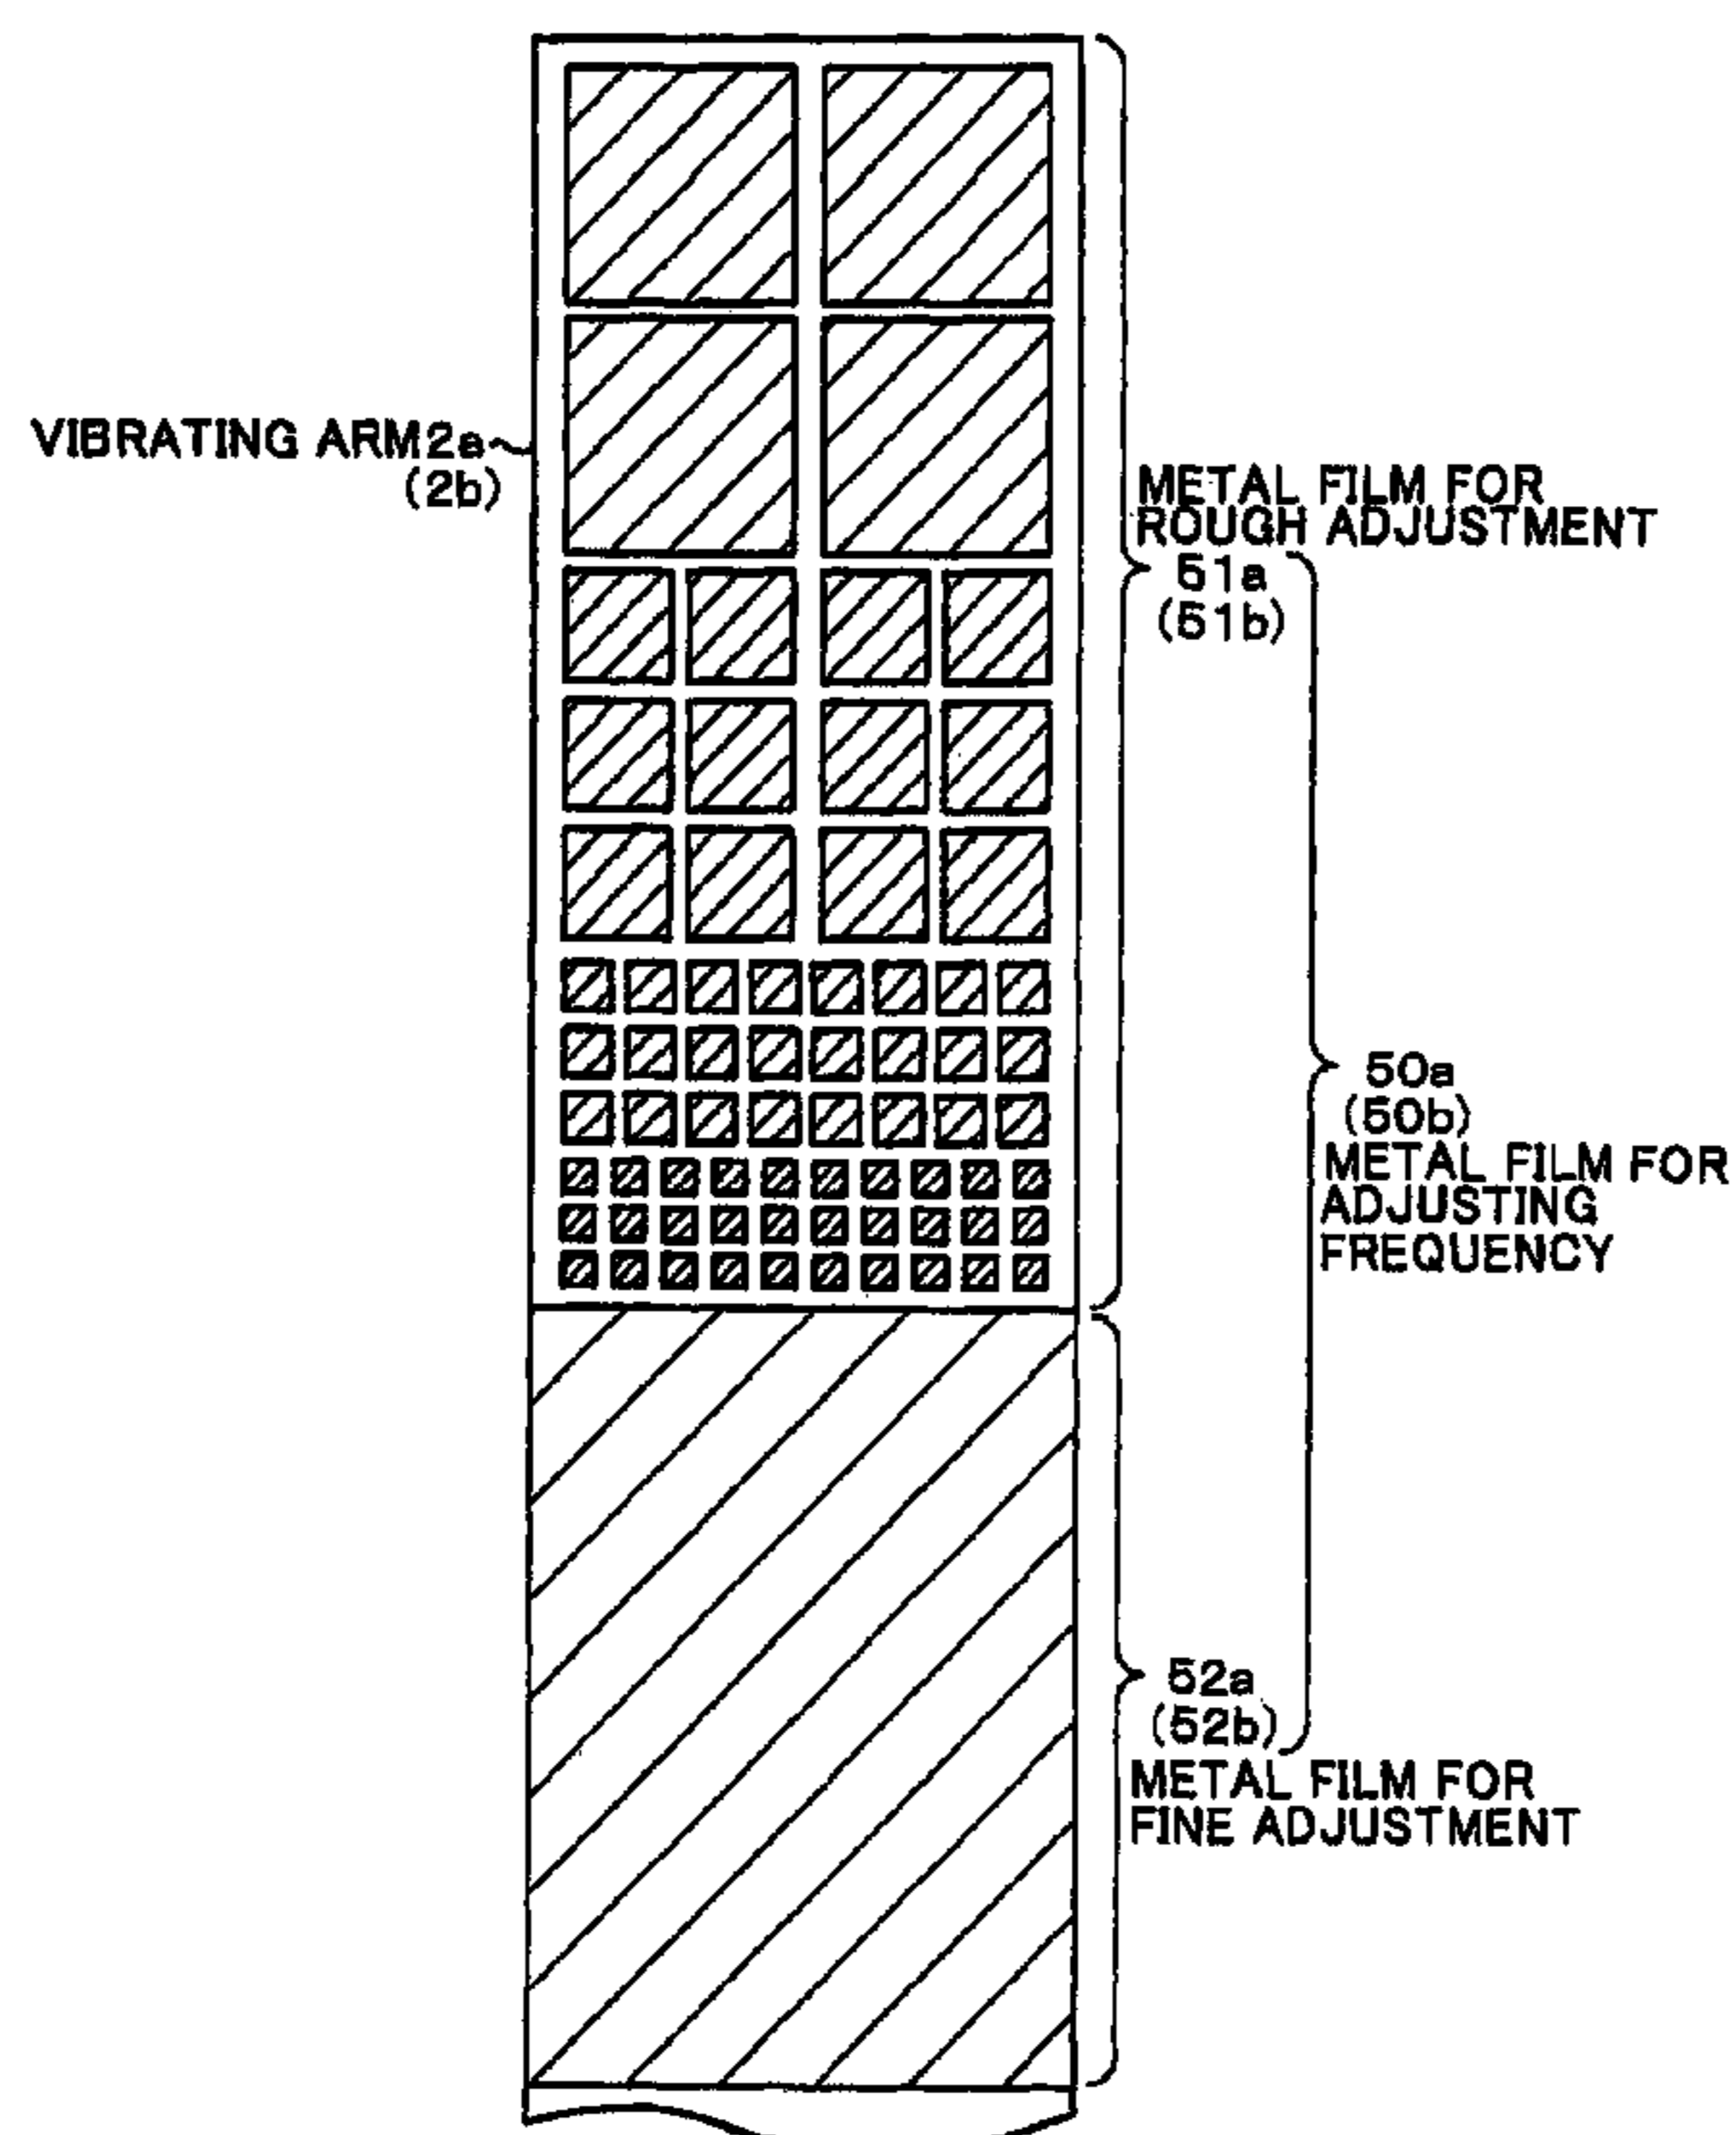 VIBRATING ARM2a
(2b)
METAL FILM FOR
ROUGH ADJUSTMENT
51a
(51b)
50a
(50b)
METAL FILM FOR
ADJUSTING
FREQUENCY
52a
(52b)
METAL FILM FOR
FINE ADJUSTMENT